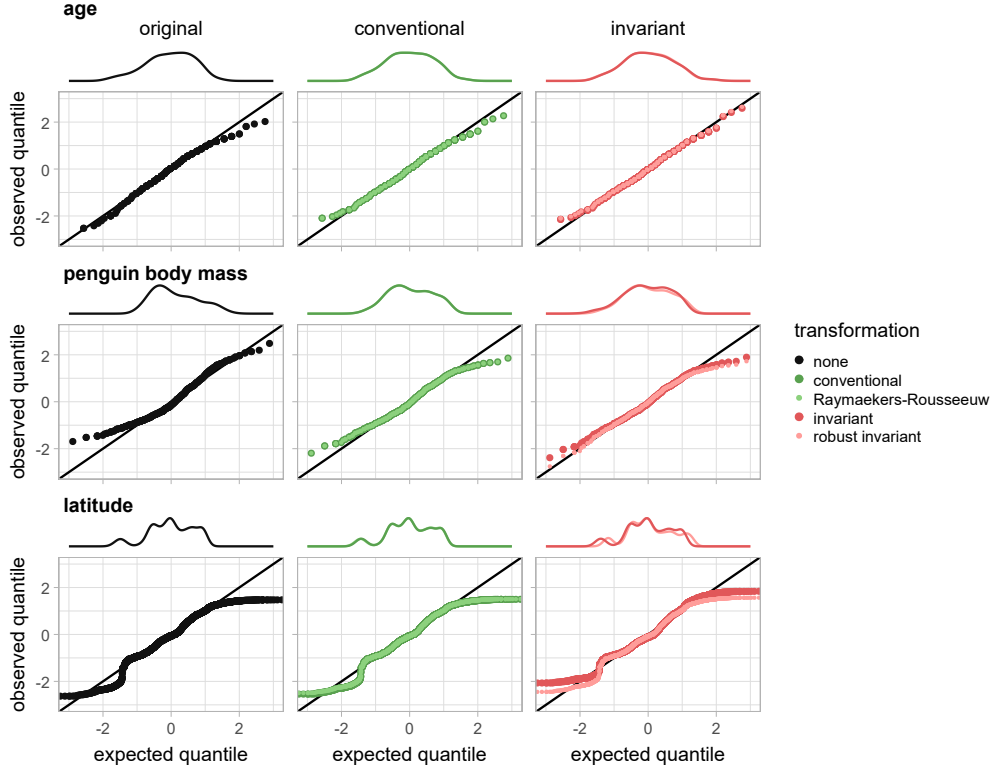 age
original conventional invariant
observed quantile
2
0
-2
penguin body mass
observed quantile
2
0
-2
latitude
observed quantile
2
0
-2
-2 0 2 -2 0 2 -2 0 2
expected quantile expected quantile expected quantile
transformation
none
conventional
Raymaekers-Rousseeuw
invariant
robust invariant